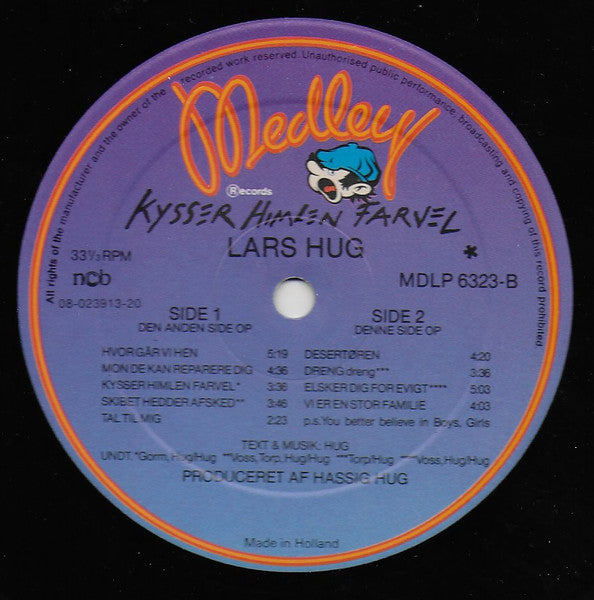 All rights of the manufacturer and the owner of the recorded work reserved. Unauthorised public performance, broadcasting and copying of this record prohibited.
Medley
Records
KYSSER HIMLEN FARVEL
LARS HUG
*
33⅓ RPM
MDLP 6323-B
ncb
08-023913-20
SIDE 1
DEN ANDEN SIDE OP
HVOR GÅR VI HEN 5:19
MON DE KAN REPARERE DIG 4:36
KYSSER HIMLEN FARVEL* 3:36
SKIBET HEDDER AFSKED** 3:46
TAL TIL MIG 2:23
SIDE 2
DENNE SIDE OP
DESERTØREN 4:20
DRENG dreng*** 3:36
ELSKER DIG FOR EVIGT**** 5:03
VI ER EN STOR FAMILIE 4:03
p.s. You better believe in Boys, Girls
TEXT & MUSIK: HUG
UNDT. *Gorm, Hug/Hug **Voss, Torp, Hug/Hug ***Torp/Hug ****Voss, Hug/Hug
PRODUCERET AF HASSIG HUG
Made in Holland